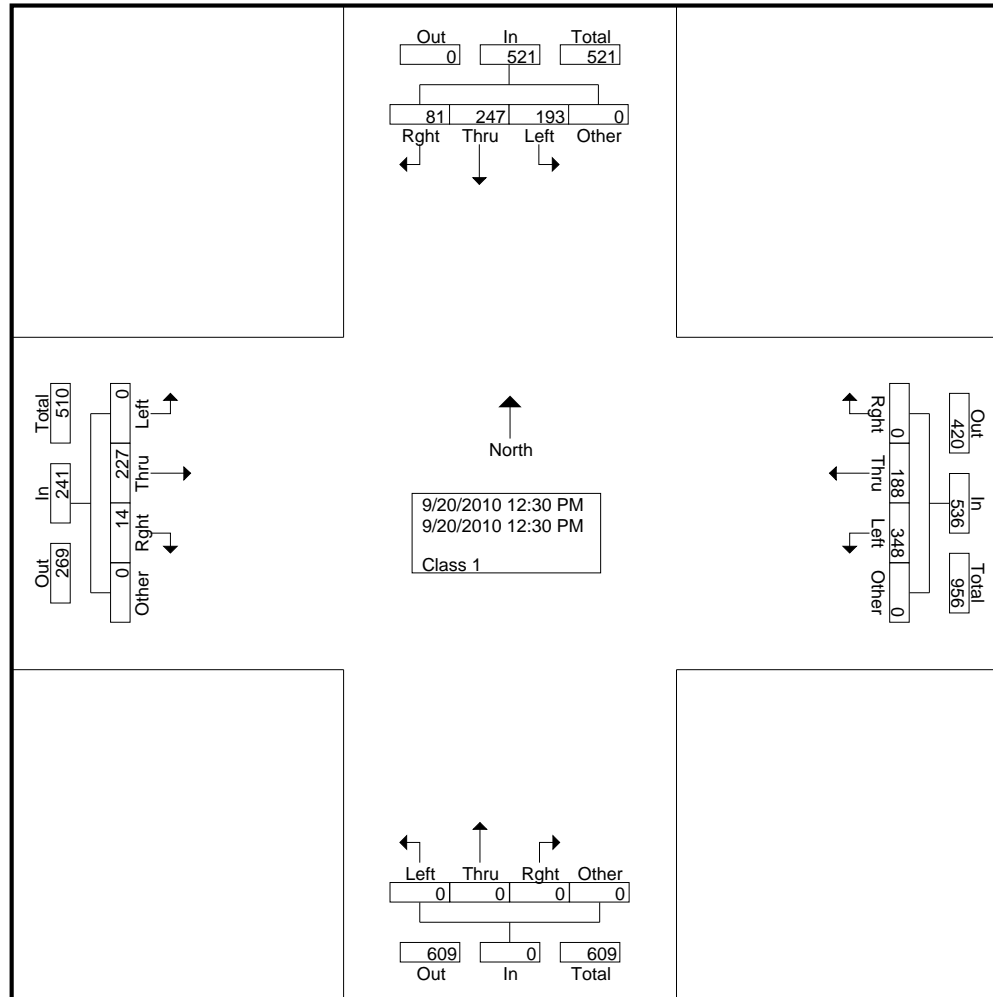 Out In Total
0 521 521
81 247 193 0
Rght Thru Left Other
Total 510
In 241
Out 269
0 227 14 0
Left Thru Rght Other
North
9/20/2010 12:30 PM
9/20/2010 12:30 PM
Class 1
Rght Thru Left Other
0 188 348 0
Out 420
In 536
Total 956
Left Thru Rght Other
0 0 0 0
609 0 609
Out In Total